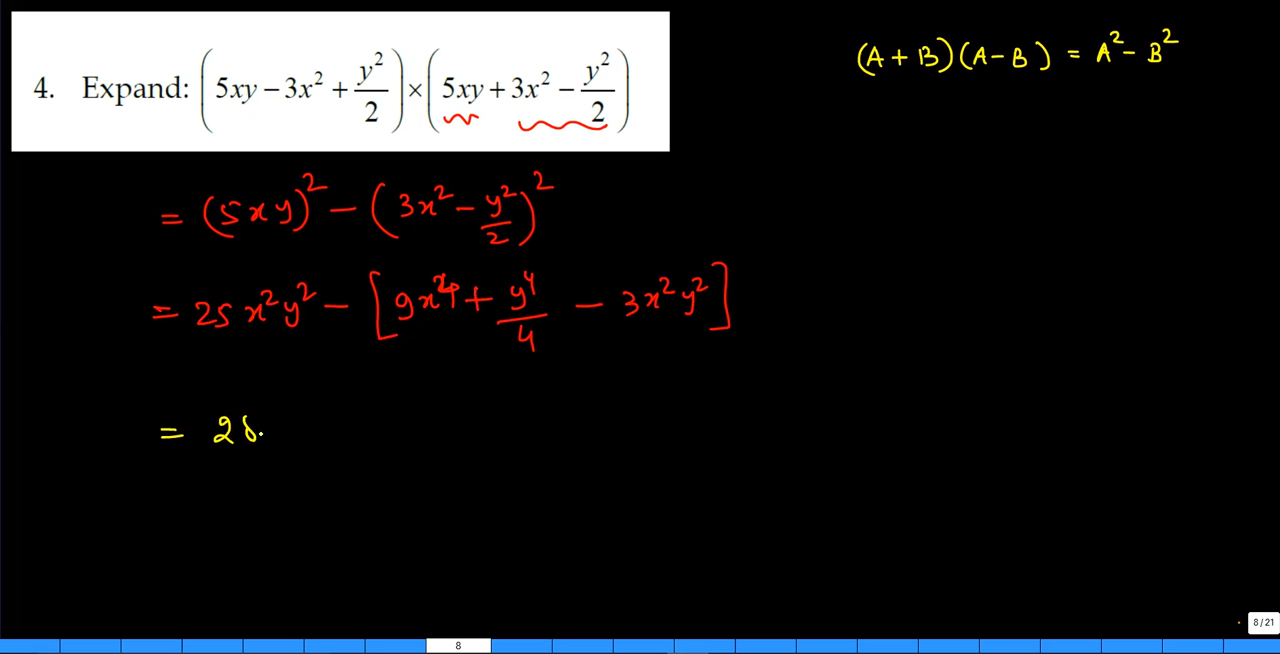 4. Expand: (5xy − 3x² + y²/2) × (5xy + 3x² − y²/2)
(A + B)(A - B) = A² - B²
= (5xy)² − (3x² − y²/2)²
= 25x²y² − [9x⁴ + y⁴/4 − 3x²y²]
= 28
8
8/21